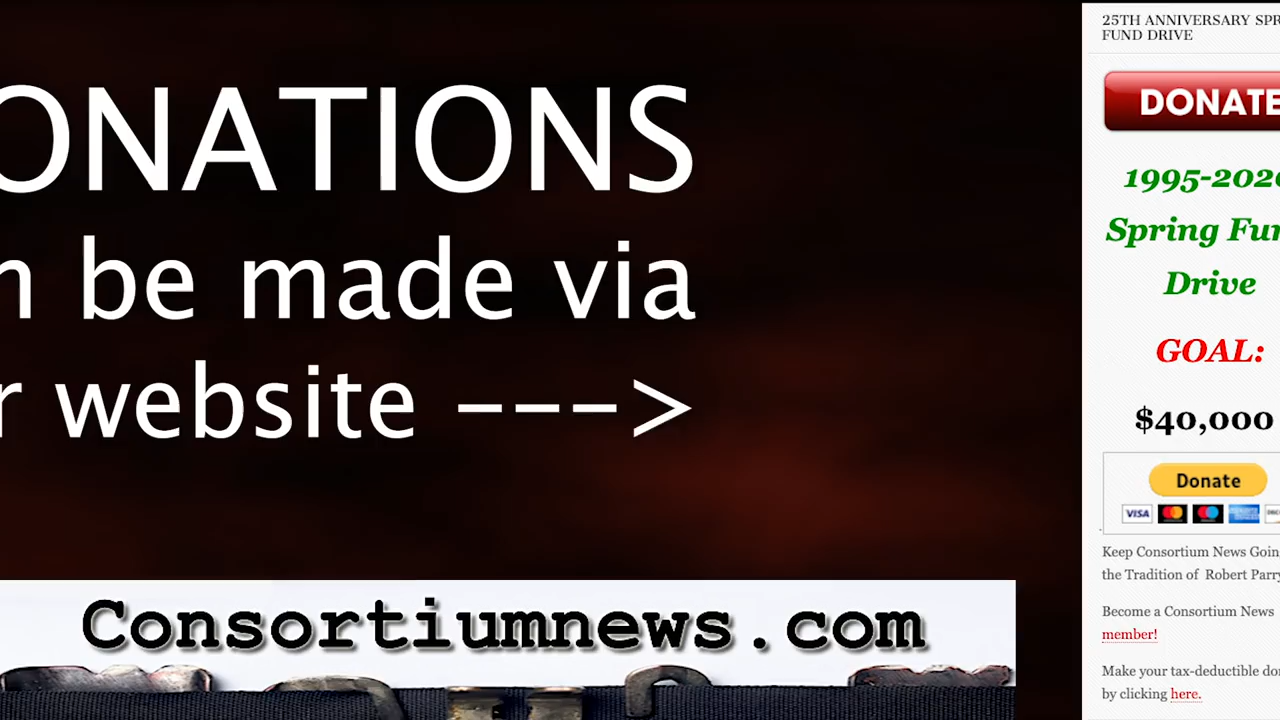 ONATIONS
n be made via
r website --->
Consortiumnews.com
25TH ANNIVERSARY SPR
FUND DRIVE
DONATE
1995-202
Spring Fun
Drive
GOAL:
$40,000
Donate
VISA
Keep Consortium News Goin
the Tradition of Robert Parry
Become a Consortium News
member!
Make your tax-deductible do
by clicking here.